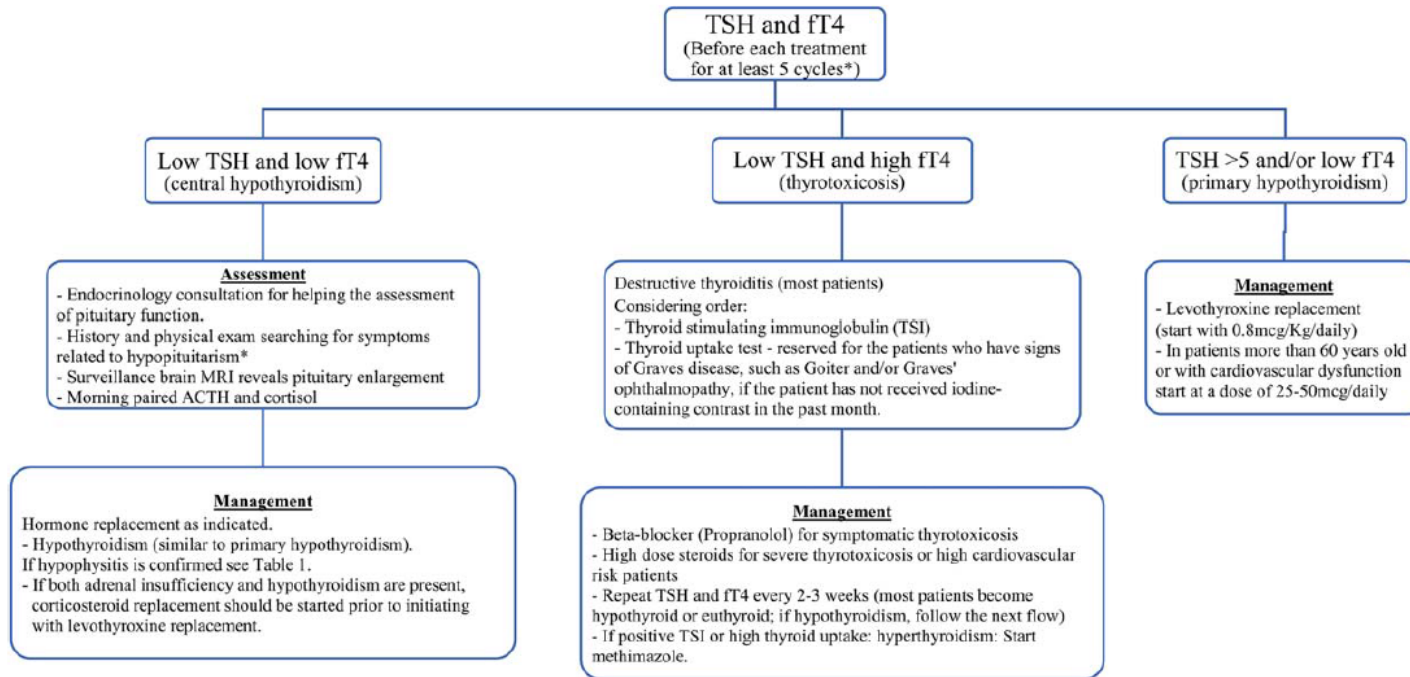 TSH and fT4
(Before each treatment
for at least 5 cycles*)
Low TSH and low fT4
(central hypothyroidism)
Low TSH and high fT4
(thyrotoxicosis)
TSH >5 and/or low fT4
(primary hypothyroidism)
Assessment
- Endocrinology consultation for helping the assessment
of pituitary function.
- History and physical exam searching for symptoms
related to hypopituitarism*
- Surveillance brain MRI reveals pituitary enlargement
- Morning paired ACTH and cortisol
Destructive thyroiditis (most patients)
Considering order:
- Thyroid stimulating immunoglobulin (TSI)
- Thyroid uptake test - reserved for the patients who have signs
of Graves disease, such as Goiter and/or Graves'
ophthalmopathy, if the patient has not received iodine-
containing contrast in the past month.
Management
- Levothyroxine replacement
(start with 0.8mcg/Kg/daily)
- In patients more than 60 years old
or with cardiovascular dysfunction
start at a dose of 25-50mcg/daily
Management
Hormone replacement as indicated.
- Hypothyroidism (similar to primary hypothyroidism).
If hypophysitis is confirmed see Table 1.
- If both adrenal insufficiency and hypothyroidism are present,
corticosteroid replacement should be started prior to initiating
with levothyroxine replacement.
Management
- Beta-blocker (Propranolol) for symptomatic thyrotoxicosis
- High dose steroids for severe thyrotoxicosis or high cardiovascular
risk patients
- Repeat TSH and fT4 every 2-3 weeks (most patients become
hypothyroid or euthyroid; if hypothyroidism, follow the next flow)
- If positive TSI or high thyroid uptake: hyperthyroidism: Start
methimazole.